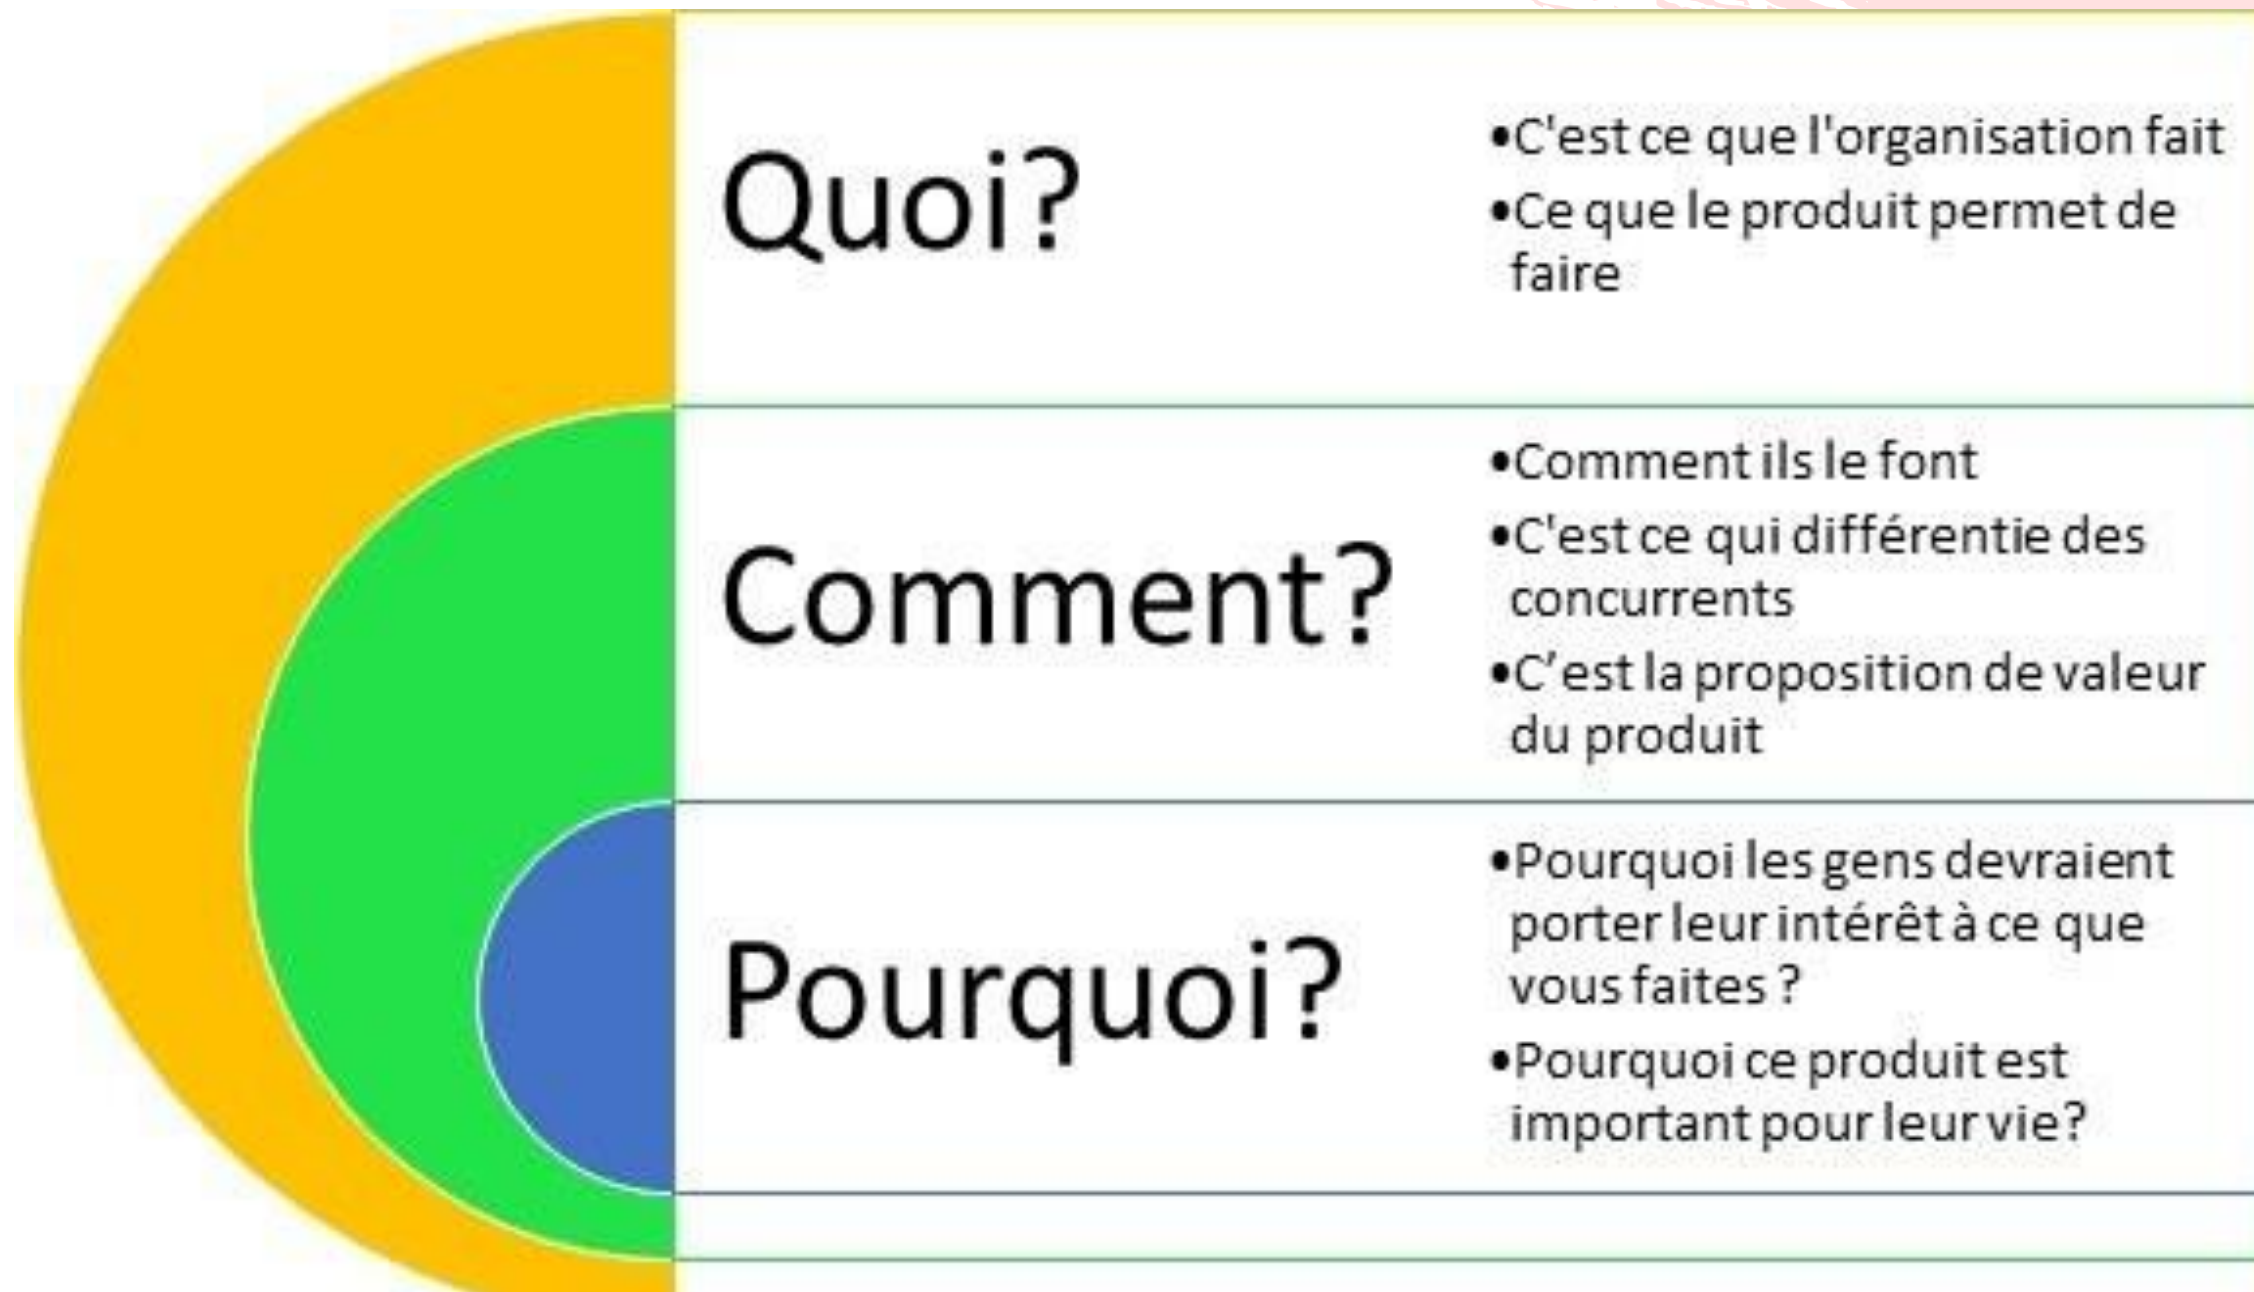 Quoi?
•C'est ce que l'organisation fait
•Ce que le produit permet de
faire
Comment?
•Comment ils le font
•C'est ce qui différentie des
concurrents
•C’est la proposition de valeur
du produit
Pourquoi?
•Pourquoi les gens devraient
porter leur intérêt à ce que
vous faites ?
•Pourquoi ce produit est
important pour leur vie?